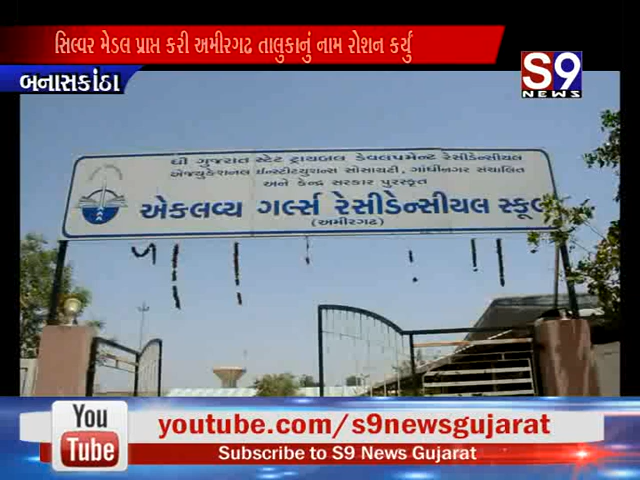 સિલ્વર મેડલ પ્રાપ્ત કરી અમીરગઢ તાલુકાનું નામ રોશન કર્યું
બનાસકાંઠા
S9
NEWS
ધી ગુજરાત સ્ટેટ ટ્રાયબલ ડેવલપમેન્ટ રેસીડેન્સીયલ
એજ્યુકેશનલ ઈન્સ્ટીટ્યુશન્સ સોસાયટી, ગાંધીનગર સંચાલિત
અને કેન્દ્ર સરકાર પુરસ્કૃત
એકલવ્ય ગર્લ્સ રેસીડેન્સીયલ સ્કૂલ
(અમીરગઢ)
You
Tube
youtube.com/s9newsgujarat
Subscribe to S9 News Gujarat